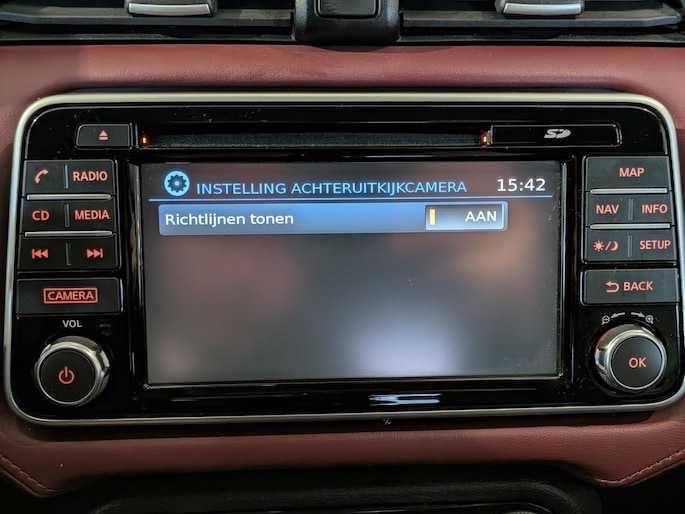 SD
RADIO
CD
MEDIA
CAMERA
VOL
INSTELLING ACHTERUITKIJKCAMERA 15:42
Richtlijnen tonen AAN
MAP
NAV INFO
SETUP
BACK
OK